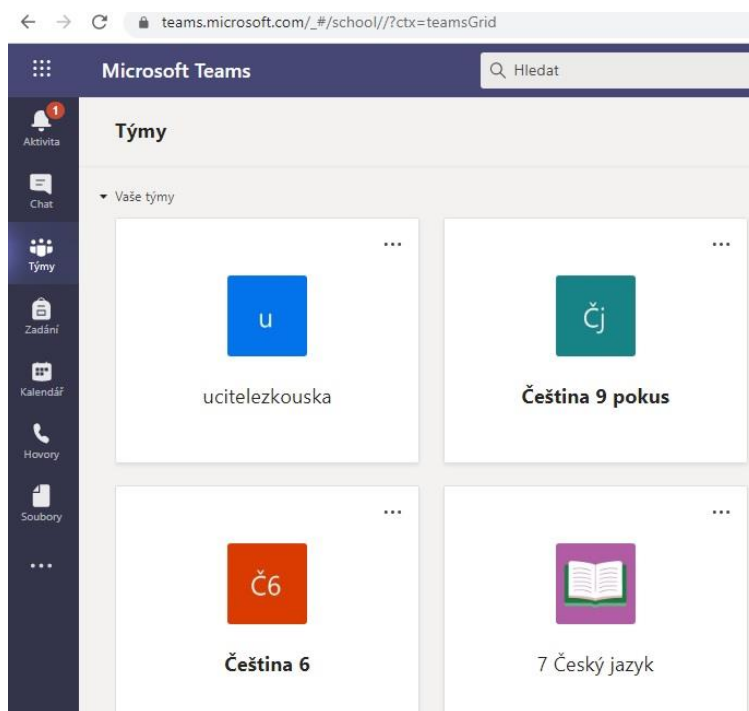 teams.microsoft.com/_#/school//?ctx=teamsGrid
Microsoft Teams
Hledat
1
Aktivita
Chat
Týmy
Zadání
Kalendář
Hovory
Soubory
Týmy
Vaše týmy
u
ucitelezkouska
Čj
Čeština 9 pokus
Č6
Čeština 6
7 Český jazyk